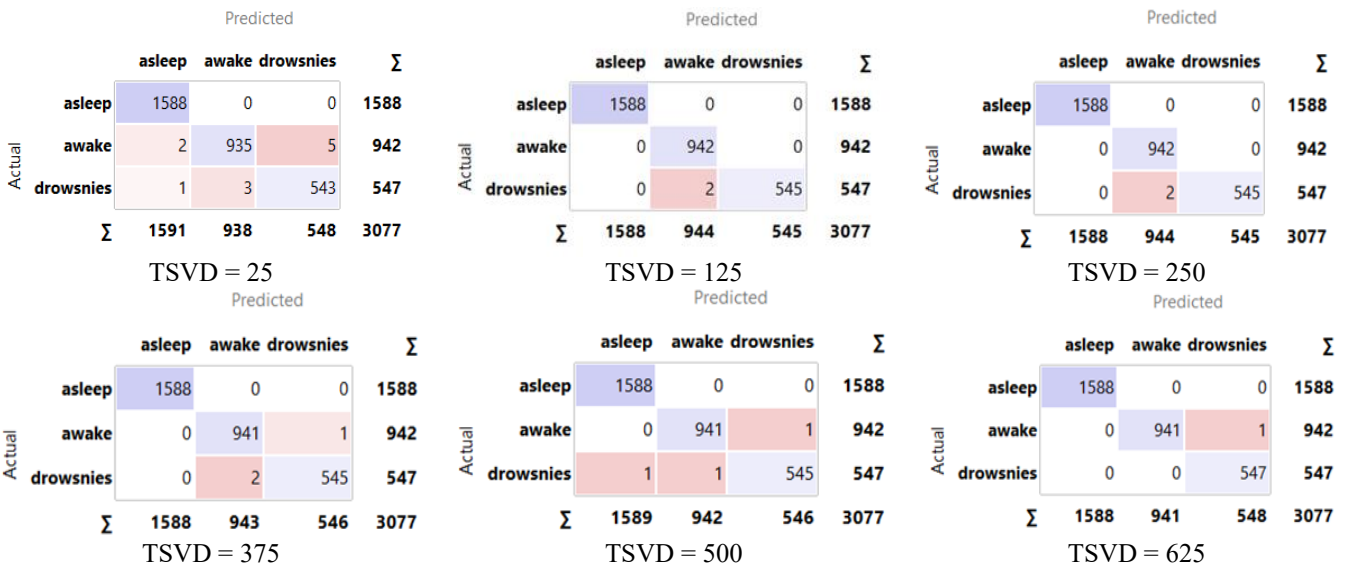 Predicted
asleep awake drowsnies ∑
asleep 1588 0 0 1588
awake 2 935 5 942
drowsnies 1 3 543 547
∑ 1591 938 548 3077
Actual
TSVD = 25
Predicted
asleep awake drowsnies ∑
asleep 1588 0 0 1588
awake 0 942 0 942
drowsnies 0 2 545 547
∑ 1588 944 545 3077
Actual
TSVD = 125
Predicted
asleep awake drowsnies ∑
asleep 1588 0 0 1588
awake 0 942 0 942
drowsnies 0 2 545 547
∑ 1588 944 545 3077
Actual
TSVD = 250
Predicted
asleep awake drowsnies ∑
asleep 1588 0 0 1588
awake 0 941 1 942
drowsnies 0 2 545 547
∑ 1588 943 546 3077
Actual
TSVD = 375
Predicted
asleep awake drowsnies ∑
asleep 1588 0 0 1588
awake 0 941 1 942
drowsnies 1 1 545 547
∑ 1589 942 546 3077
Actual
TSVD = 500
Predicted
asleep awake drowsnies ∑
asleep 1588 0 0 1588
awake 0 941 1 942
drowsnies 0 0 547 547
∑ 1588 941 548 3077
Actual
TSVD = 625